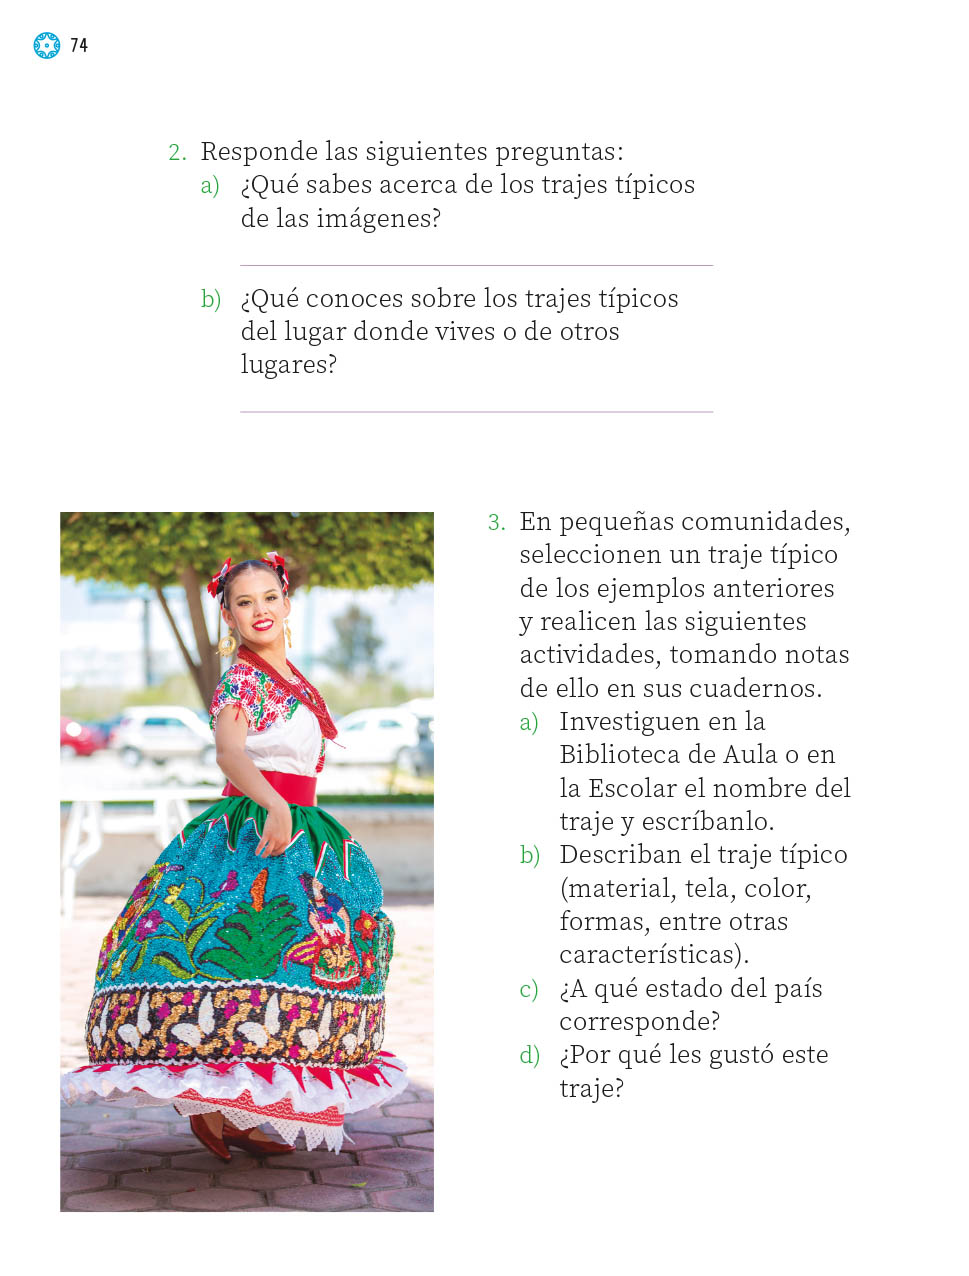 74
2. Responde las siguientes preguntas:
a) ¿Qué sabes acerca de los trajes típicos
de las imágenes?
b) ¿Qué conoces sobre los trajes típicos
del lugar donde vives o de otros
lugares?
3. En pequeñas comunidades,
seleccionen un traje típico
de los ejemplos anteriores
y realicen las siguientes
actividades, tomando notas
de ello en sus cuadernos.
a) Investiguen en la
Biblioteca de Aula o en
la Escolar el nombre del
traje y escríbanlo.
b) Describan el traje típico
(material, tela, color,
formas, entre otras
características).
c) ¿A qué estado del país
corresponde?
d) ¿Por qué les gustó este
traje?